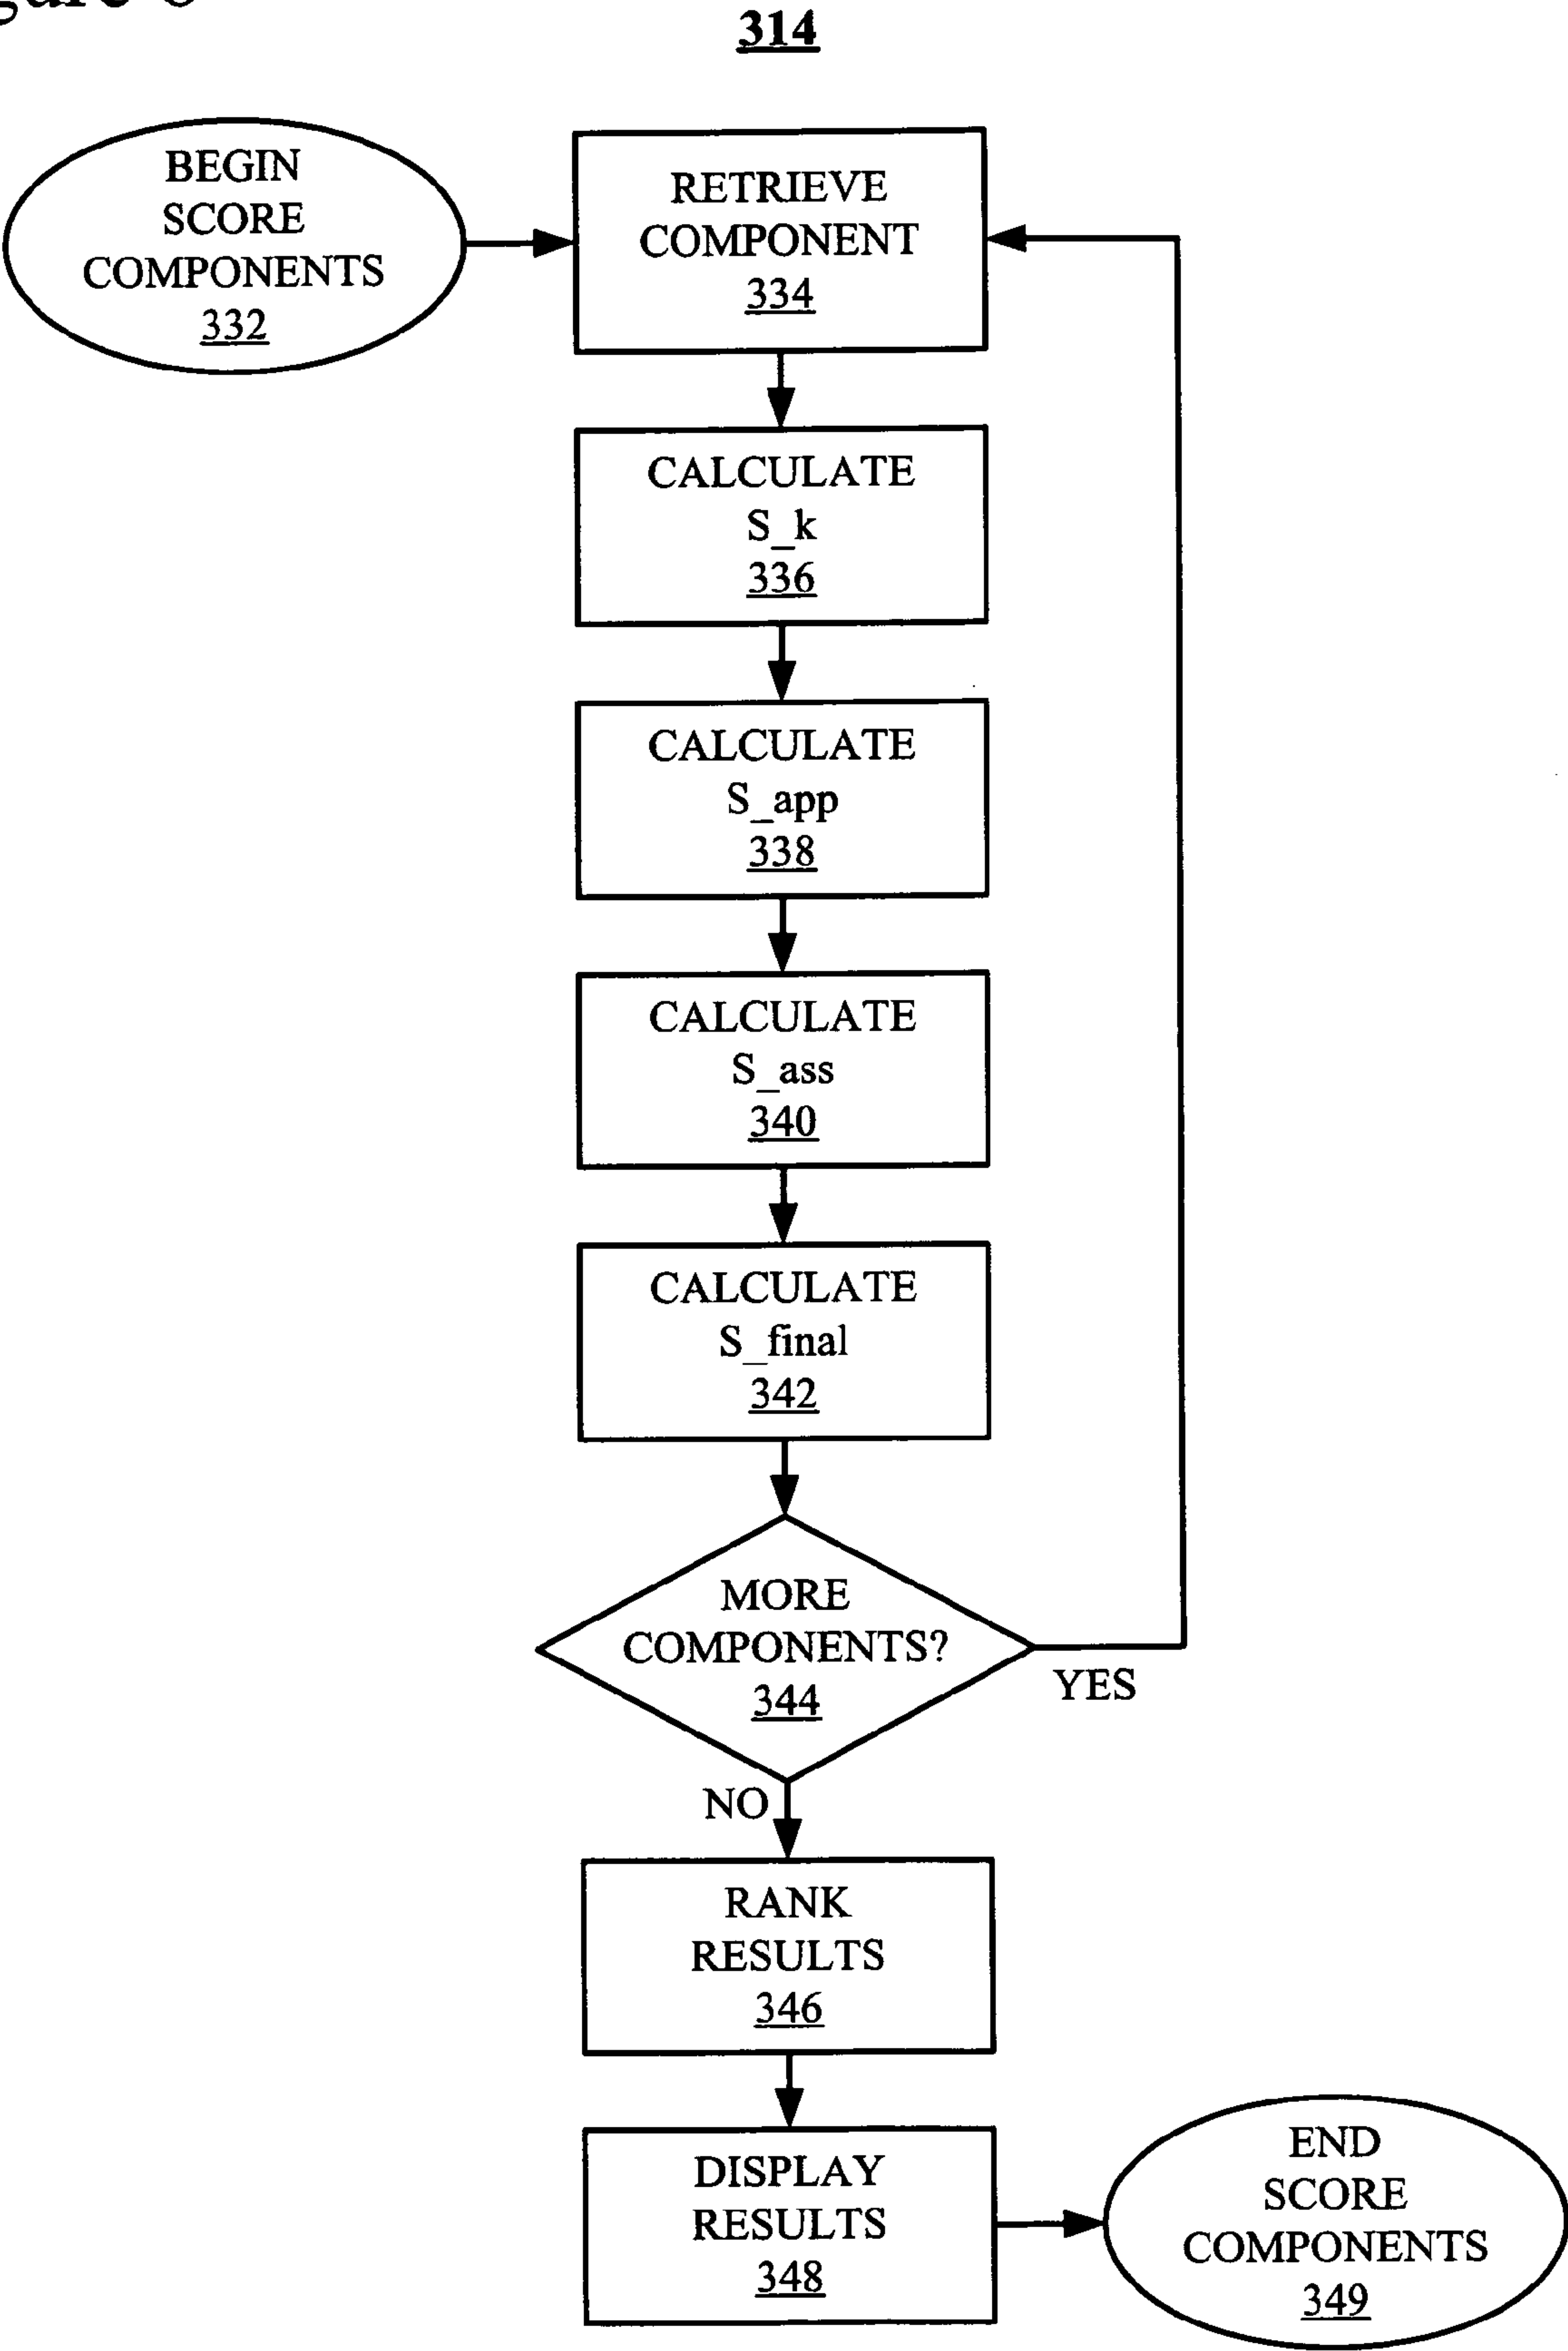 314
BEGIN
SCORE
COMPONENTS
332
RETRIEVE
COMPONENT
334
CALCULATE
S_k
336
CALCULATE
S_app
338
CALCULATE
S_ass
340
CALCULATE
S_final
342
MORE
COMPONENTS?
344
YES
NO
RANK
RESULTS
346
DISPLAY
RESULTS
348
END
SCORE
COMPONENTS
349